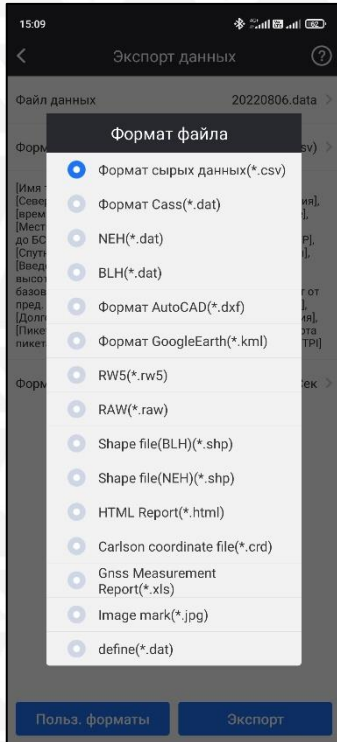 15:09
62
Экспорт данных
Файл данных 20220806.data
Форм sv)
Формат файла
Формат сырых данных(*.csv)
Формат Cass(*.dat)
NEH(*.dat)
BLH(*.dat)
Формат AutoCAD(*.dxf)
Формат GoogleEarth(*.kml)
RW5(*.rw5)
RAW(*.raw)
Shape file(BLH)(*.shp)
Shape file(NEH)(*.shp)
HTML Report(*.html)
Carlson coordinate file(*.crd)
Gnss Measurement
Report(*.xls)
Image mark(*.jpg)
define(*.dat)
Форм ек
Польз. форматы Экспорт